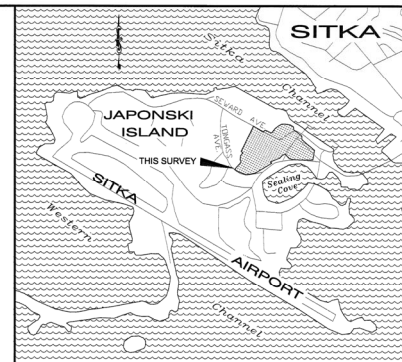 SITKA
Sitka
Channel
JAPONSKI
ISLAND
SEWARD AVE
TONGASS
AVE
THIS SURVEY
Sealing
Cove
SITKA
AIRPORT
Western
Channel